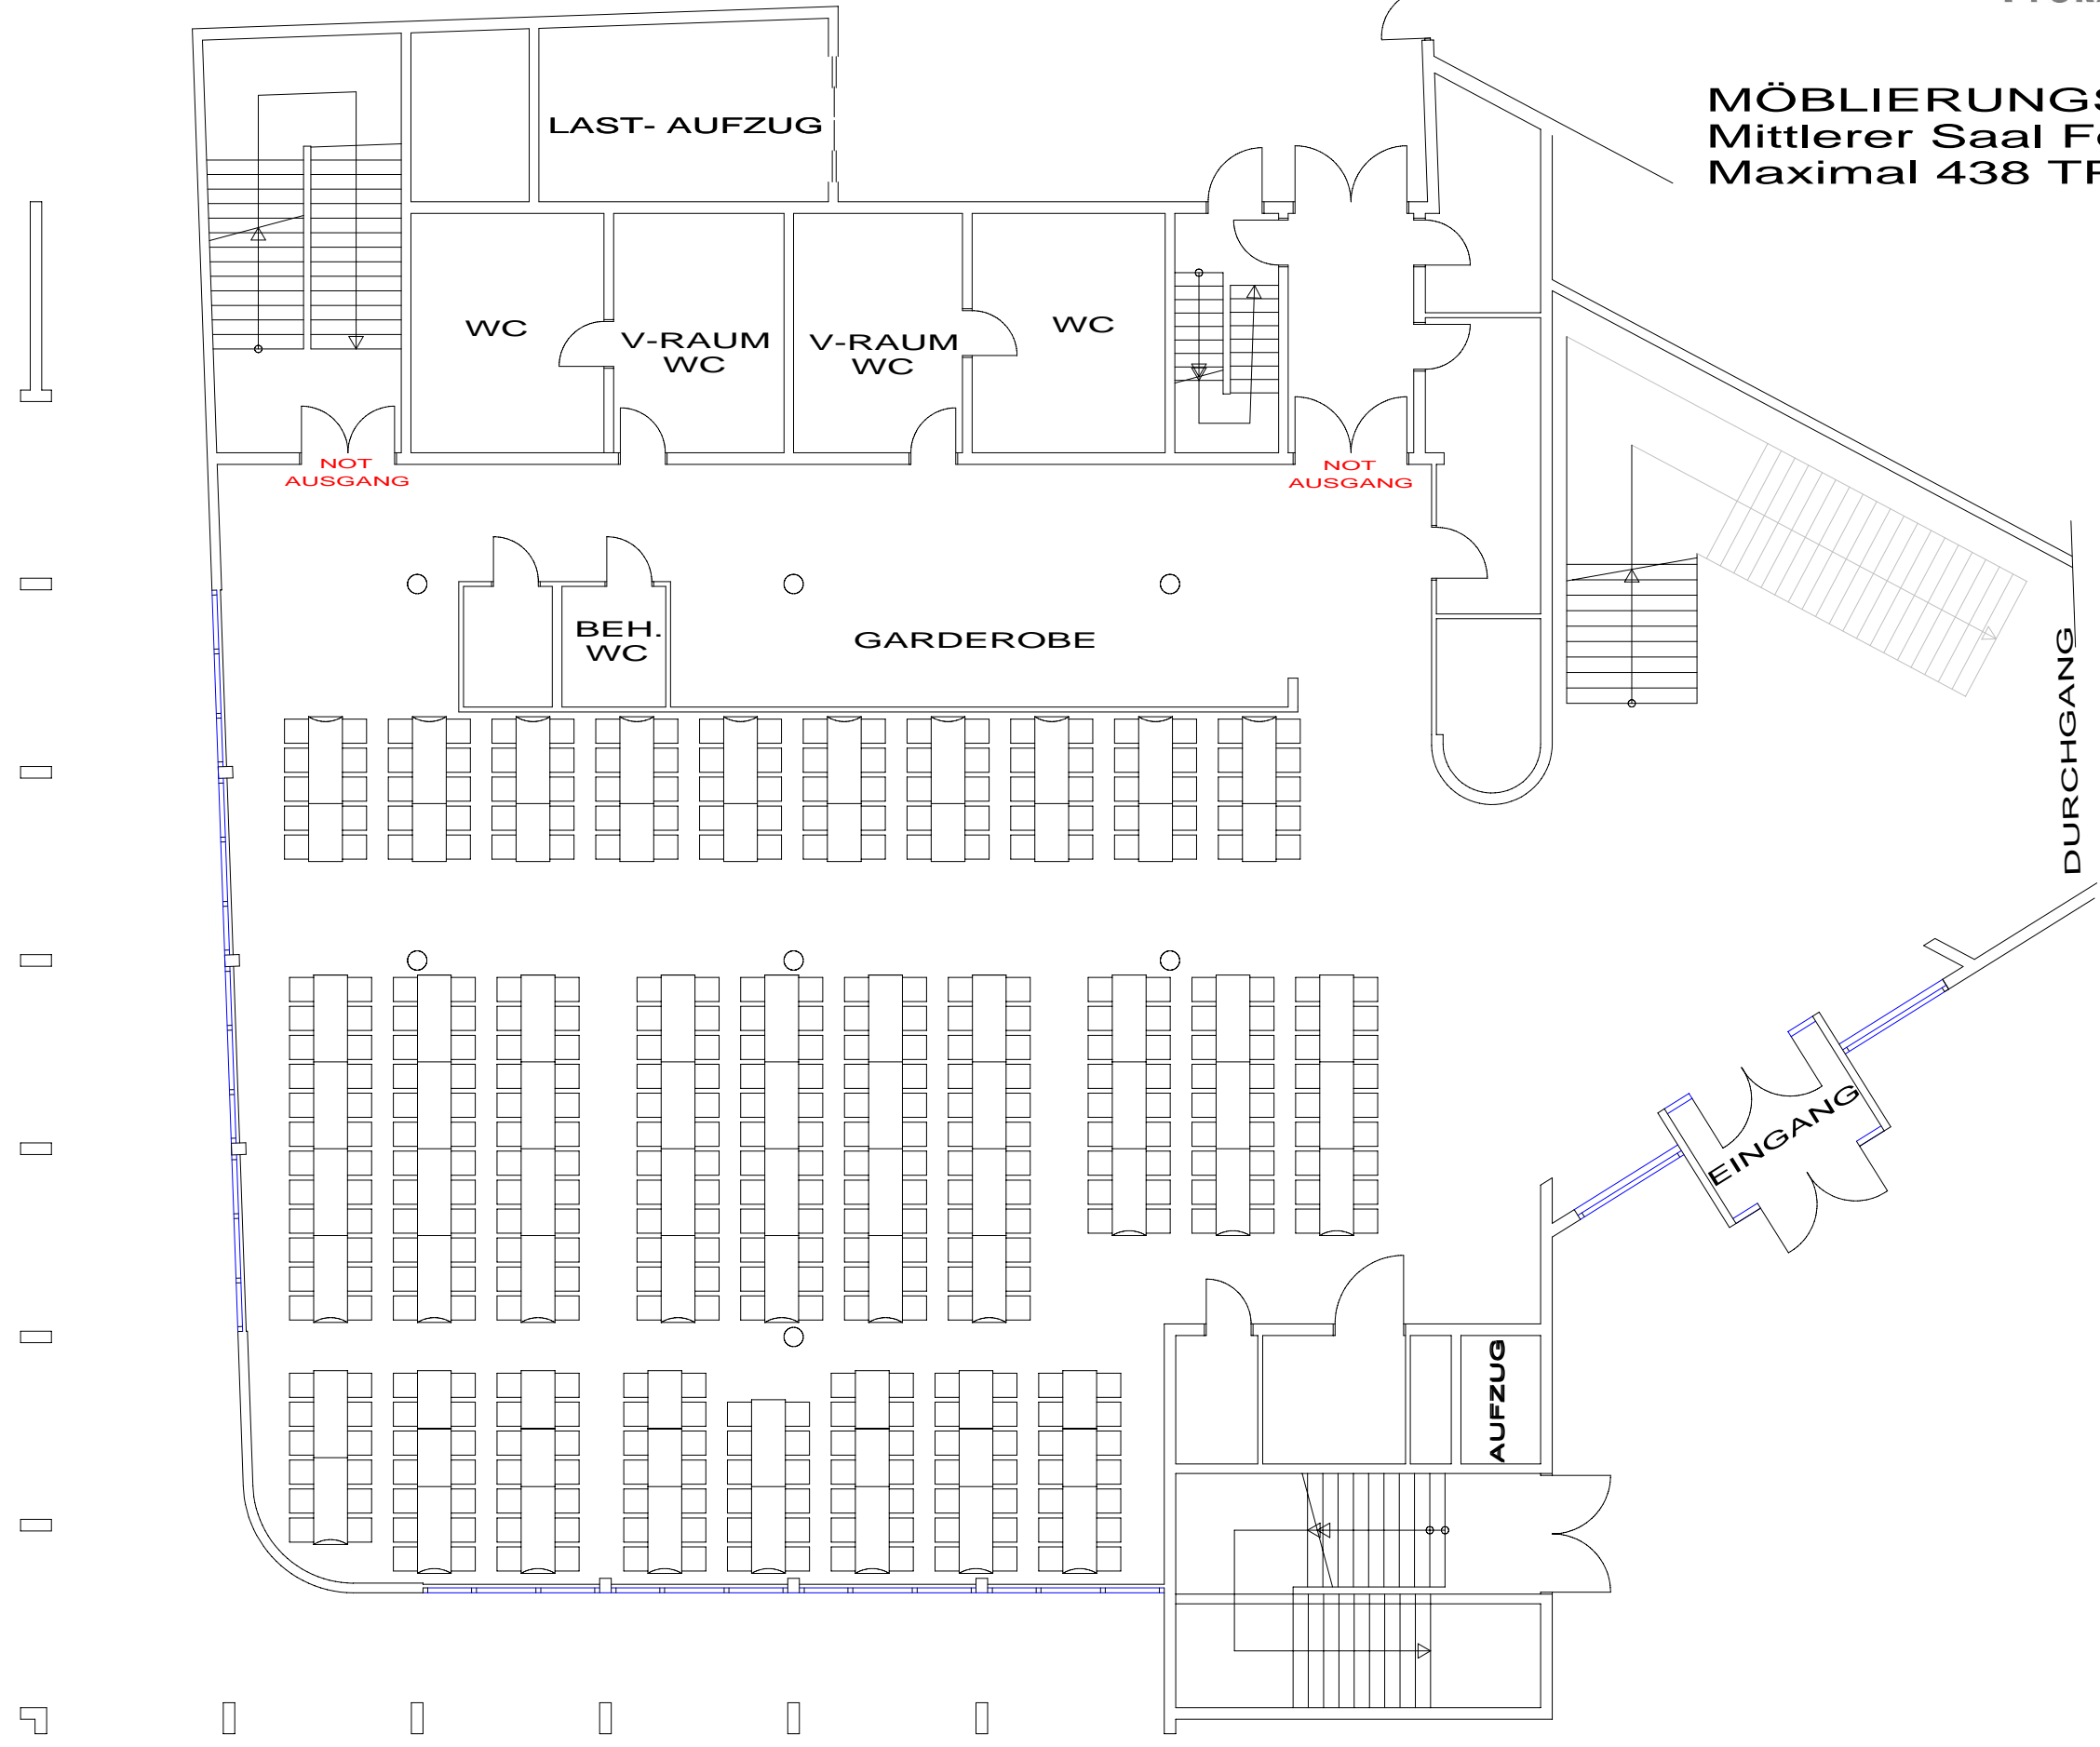 MÖBLIERUNGS
Mittlerer Saal F
Maximal 438
LAST- AUFZUG
WC
V-RAUM
WC
V-RAUM
WC
WC
NOT
AUSGANG
NOT
AUSGANG
BEH.
WC
GARDEROBE
DURCHGANG
EINGANG
AUFZUG